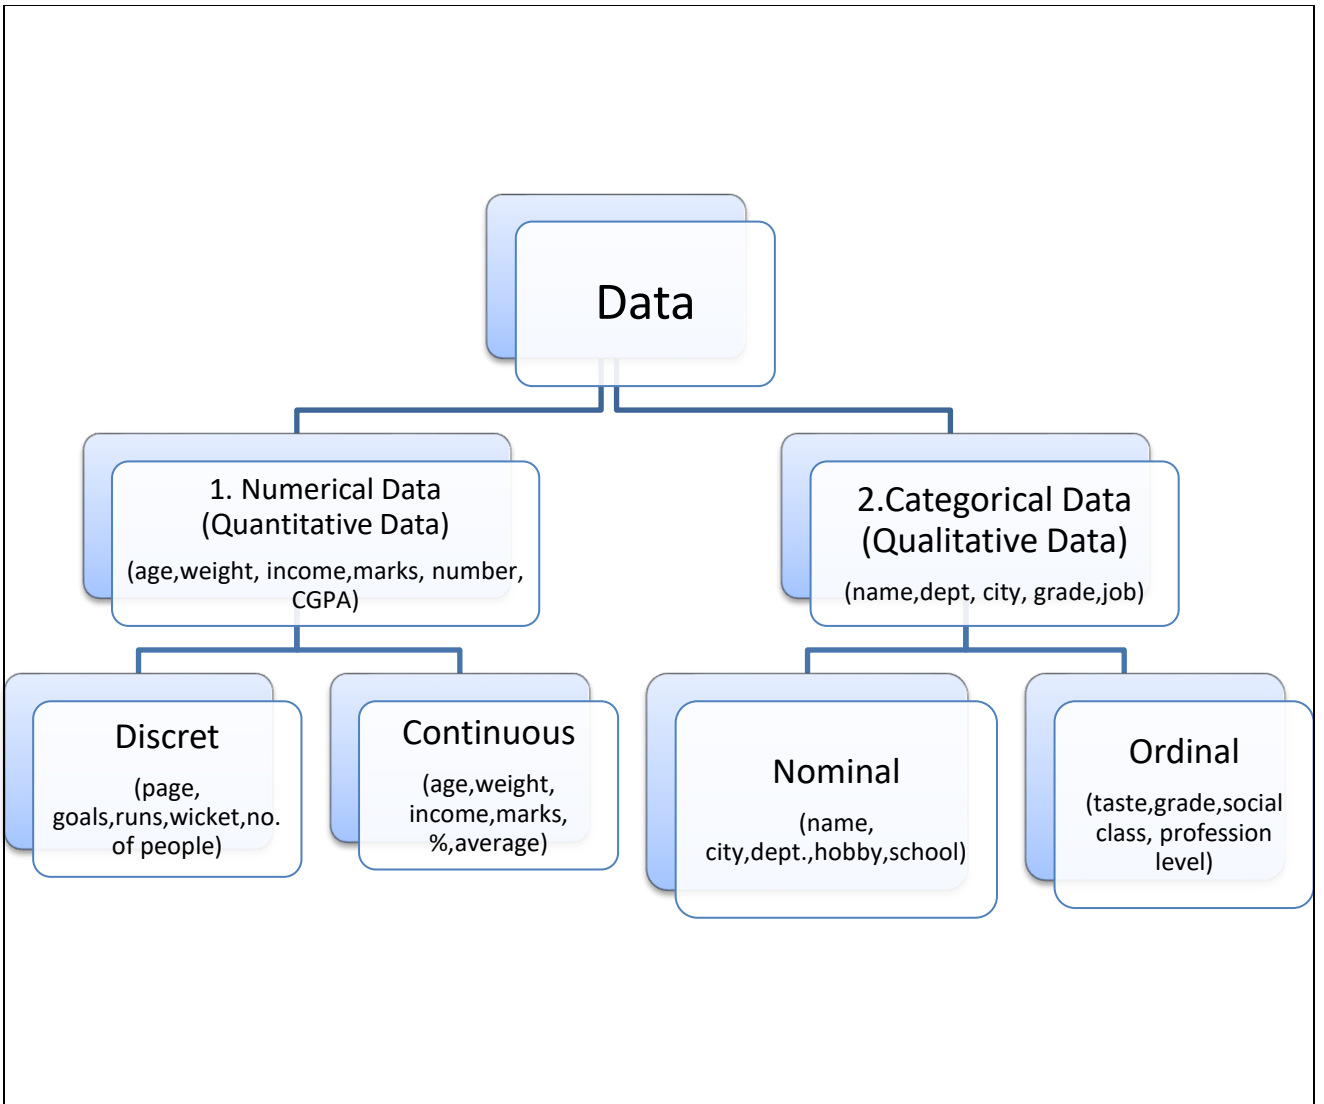 Data
1. Numerical Data
(Quantitative Data)
(age,weight, income,marks, number,
CGPA)
2.Categorical Data
(Qualitative Data)
(name,dept, city, grade,job)
Discret
(page,
goals,runs,wicket,no.
of people)
Continuous
(age,weight,
income,marks,
%,average)
Nominal
(name,
city,dept.,hobby,school)
Ordinal
(taste,grade,social
class, profession
level)